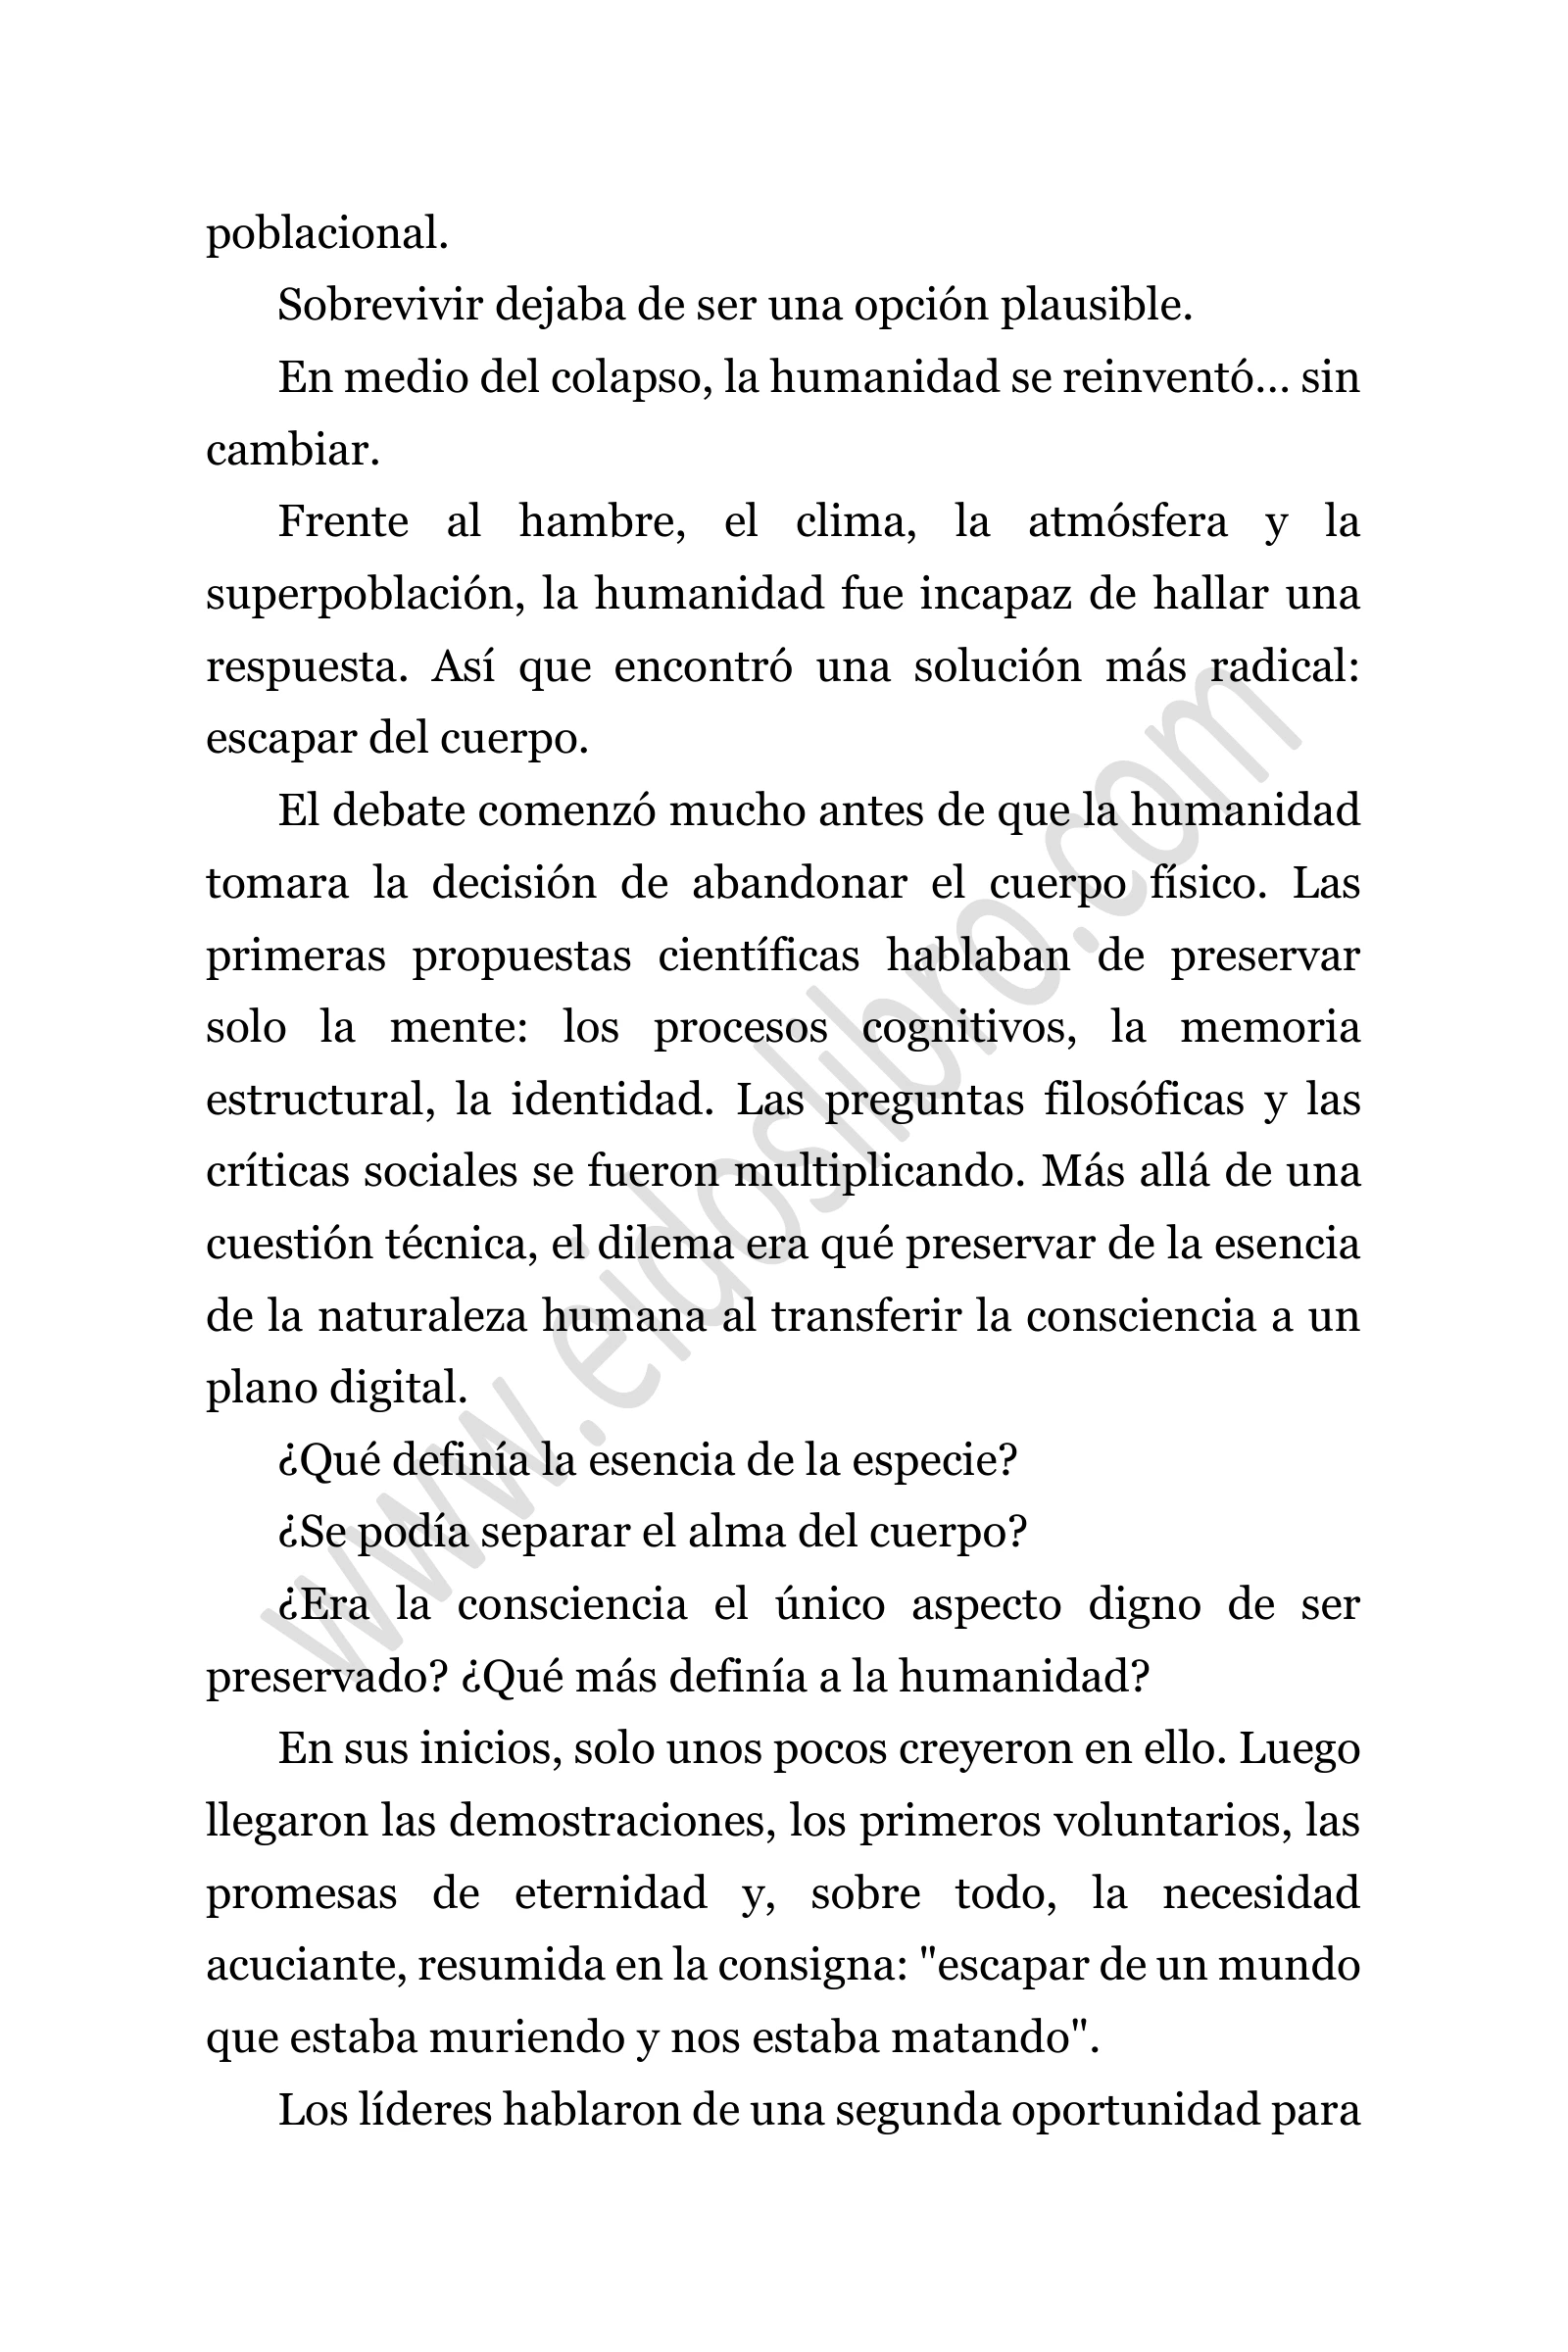 poblacional.
Sobrevivir dejaba de ser una opción plausible.
En medio del colapso, la humanidad se reinventó... sin
cambiar.
Frente al hambre, el clima, la atmósfera y la
superpoblación, la humanidad fue incapaz de hallar una
respuesta. Así que encontró una solución más radical:
escapar del cuerpo.
El debate comenzó mucho antes de que la humanidad
tomara la decisión de abandonar el cuerpo físico. Las
primeras propuestas científicas hablaban de preservar
solo la mente: los procesos cognitivos, la memoria
estructural, la identidad. Las preguntas filosóficas y las
críticas sociales se fueron multiplicando. Más allá de una
cuestión técnica, el dilema era qué preservar de la esencia
de la naturaleza humana al transferir la consciencia a un
plano digital.
¿Qué definía la esencia de la especie?
¿Se podía separar el alma del cuerpo?
¿Era la consciencia el único aspecto digno de ser
preservado? ¿Qué más definía a la humanidad?
En sus inicios, solo unos pocos creyeron en ello. Luego
llegaron las demostraciones, los primeros voluntarios, las
promesas de eternidad y, sobre todo, la necesidad
acuciante, resumida en la consigna: "escapar de un mundo
que estaba muriendo y nos estaba matando".
Los líderes hablaron de una segunda oportunidad para
www.eidoslibro.com